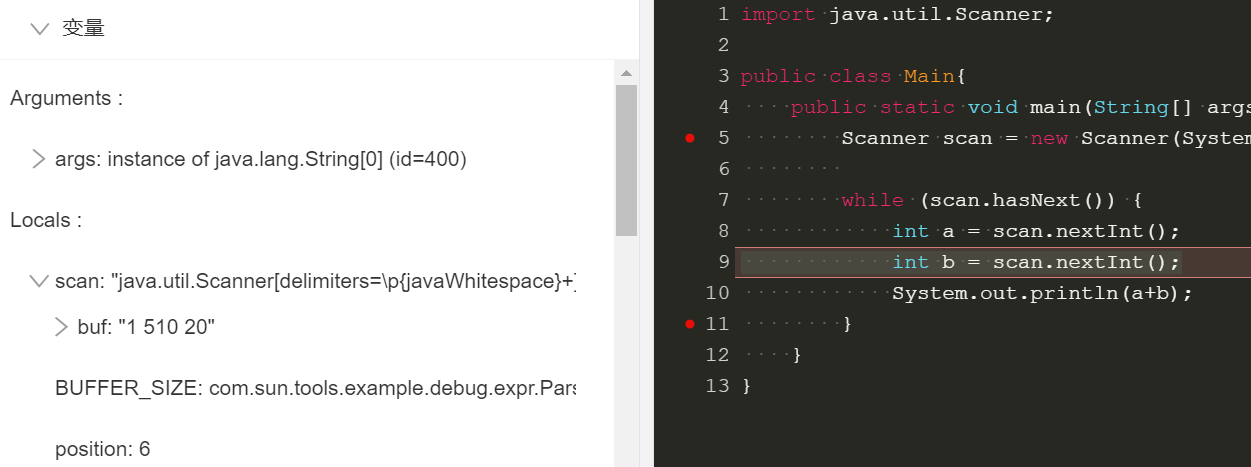 变量
Arguments :
args: instance of java.lang.String[0] (id=400)
Locals :
scan: "java.util.Scanner[delimiters=\p{javaWhitespace}+]
buf: "1 510 20"
BUFFER_SIZE: com.sun.tools.example.debug.expr.Pars
position: 6
1 import java.util.Scanner;
2
3 public class Main{
4 ····public static void main(String[] args
5 ········Scanner scan = new Scanner(System
6 ········
7 ········while (scan.hasNext()) {
8 ············int a = scan.nextInt();
9 ············int b = scan.nextInt();
10 ············System.out.println(a+b);
11 ········}
12 ····}
13 }